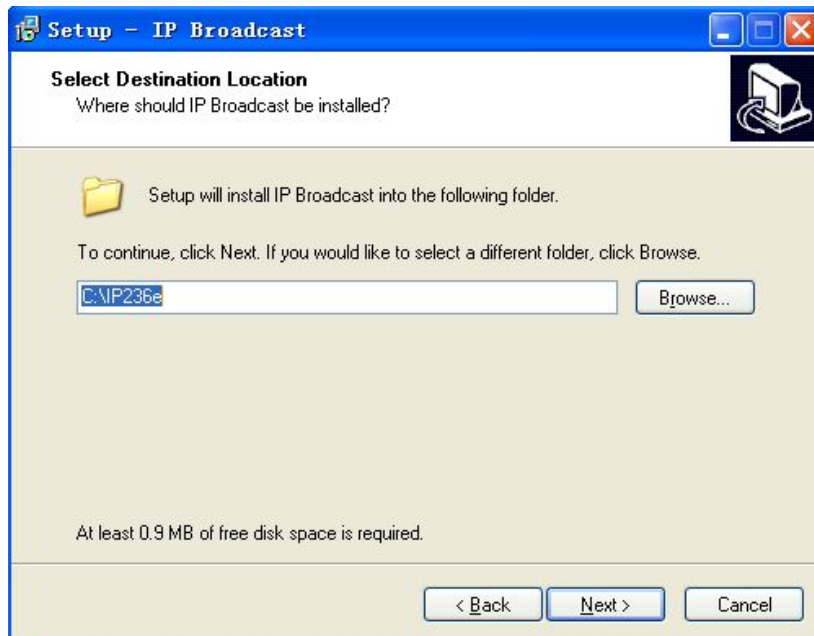 Setup - IP Broadcast
Select Destination Location
Where should IP Broadcast be installed?
Setup will install IP Broadcast into the following folder.
To continue, click Next. If you would like to select a different folder, click Browse.
C:\IP236e
Browse...
At least 0.9 MB of free disk space is required.
< Back
Next >
Cancel